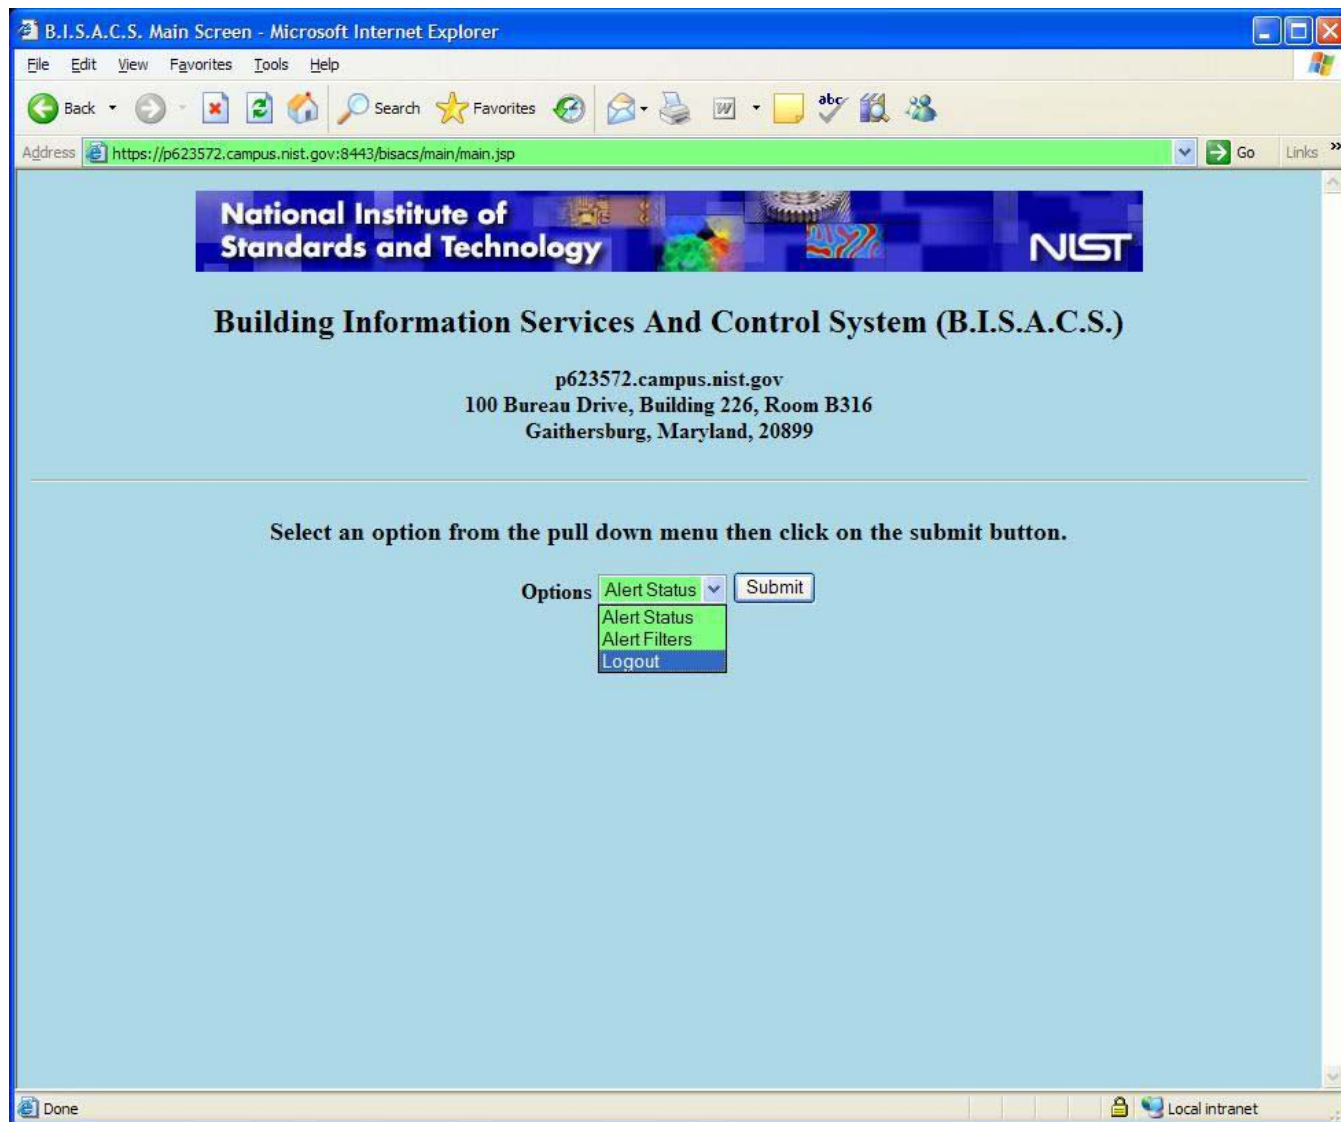 B.I.S.A.C.S. Main Screen - Microsoft Internet Explorer
File Edit View Favorites Tools Help
Back Search Favorites W abc
Address https://p623572.campus.nist.gov:8443/bisacs/main/main.jsp Go Links »
National Institute of
Standards and Technology
NIST
Building Information Services And Control System (B.I.S.A.C.S.)
p623572.campus.nist.gov
100 Bureau Drive, Building 226, Room B316
Gaithersburg, Maryland, 20899
Select an option from the pull down menu then click on the submit button.
Options Alert Status Submit
Alert Status
Alert Filters
Logout
Done Local intranet